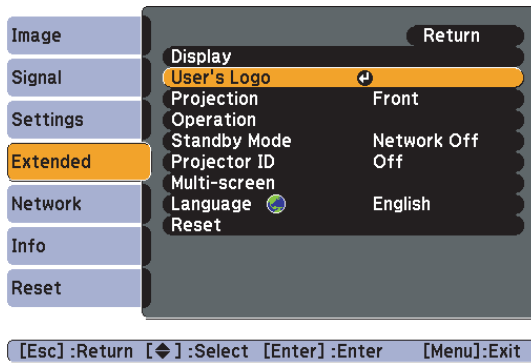 Image
Signal
Settings
Extended
Network
Info
Reset
Return
Display
User's Logo
Projection Front
Operation
Standby Mode Network Off
Projector ID Off
Multi-screen
Language English
Reset
[Esc] :Return [◆] :Select [Enter] :Enter [Menu]:Exit